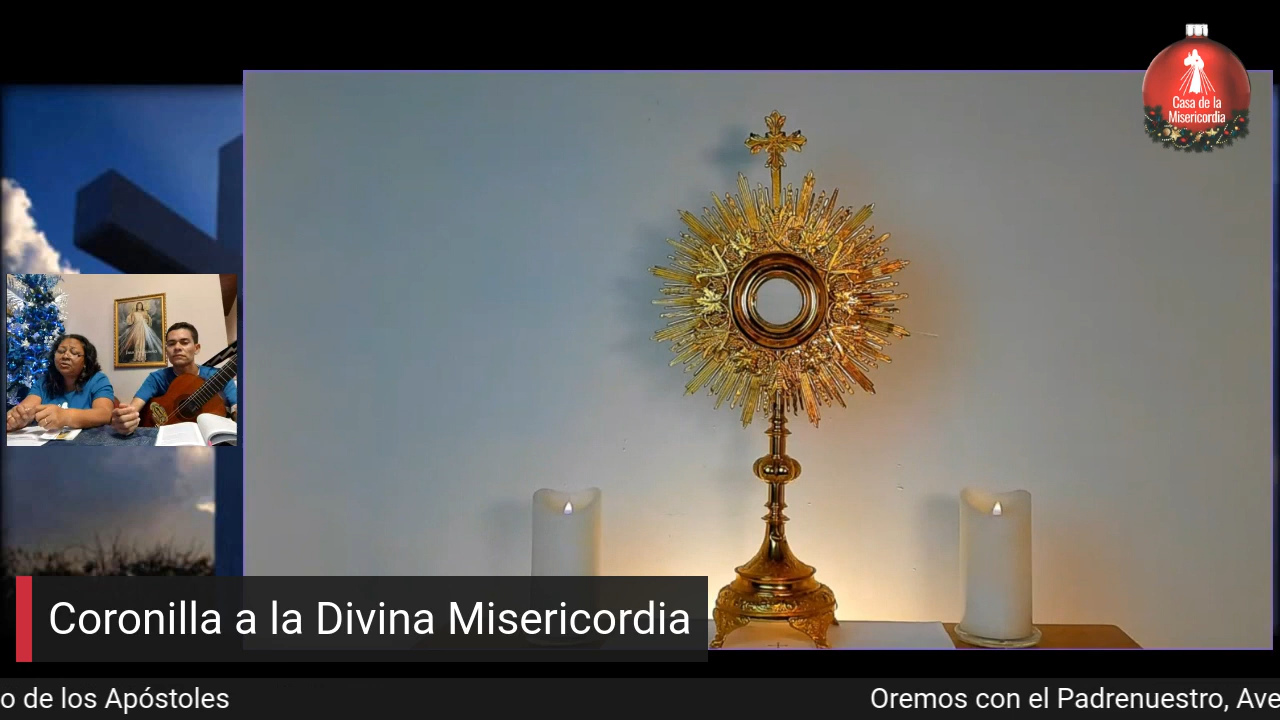 Casa de la
Misericordia
Coronilla a la Divina Misericordia
o de los Apóstoles
Oremos con el Padrenuestro, Ave